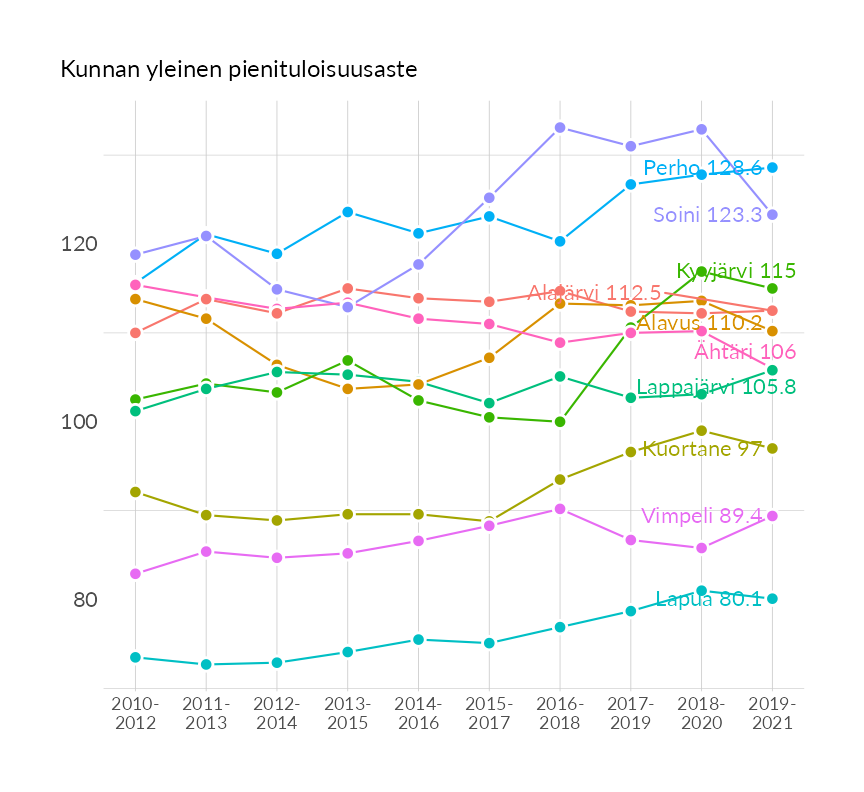 Kunnan yleinen pienituloisuusaste
Perho 128.6
Soini 123.3
120
Kyyjärvi 115
Alajärvi 112.5
Alavus 110.2
Ähtäri 106
Lappajärvi 105.8
100
Kuortane 97
Vimpeli 89.4
80
Lapua 80.1
2010- 2011- 2012- 2013- 2014- 2015- 2016- 2017- 2018- 2019-
2012 2013 2014 2015 2016 2017 2018 2019 2020 2021